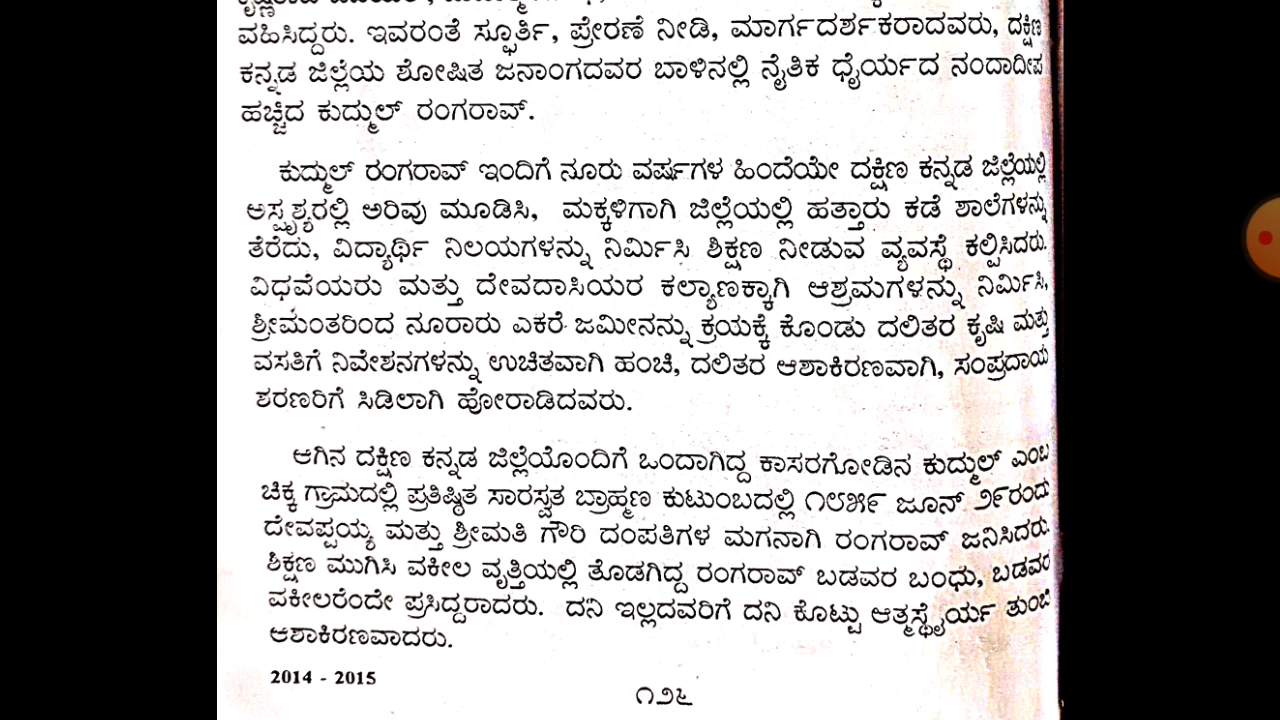 ವಹಿಸಿದ್ದರು. ಇವರಂತೆ ಸ್ಫೂರ್ತಿ, ಪ್ರೇರಣೆ ನೀಡಿ, ಮಾರ್ಗದರ್ಶಕರಾದವರು, ದಕ್ಷಿಣ
ಕನ್ನಡ ಜಿಲ್ಲೆಯ ಶೋಷಿತ ಜನಾಂಗದವರ ಬಾಳಿನಲ್ಲಿ ನೈತಿಕ ಧೈರ್ಯದ ನಂದಾದೀಪ
ಹಚ್ಚಿದ ಕುದ್ಮುಲ್ ರಂಗರಾವ್.
ಕುದ್ಮುಲ್ ರಂಗರಾವ್ ಇಂದಿಗೆ ನೂರು ವರ್ಷಗಳ ಹಿಂದೆಯೇ ದಕ್ಷಿಣ ಕನ್ನಡ ಜಿಲ್ಲೆಯಲ್ಲಿ
ಅಸ್ಪೃಶ್ಯರಲ್ಲಿ ಅರಿವು ಮೂಡಿಸಿ, ಮಕ್ಕಳಿಗಾಗಿ ಜಿಲ್ಲೆಯಲ್ಲಿ ಹತ್ತಾರು ಕಡೆ ಶಾಲೆಗಳನ್ನು
ತೆರೆದು, ವಿದ್ಯಾರ್ಥಿ ನಿಲಯಗಳನ್ನು ನಿರ್ಮಿಸಿ ಶಿಕ್ಷಣ ನೀಡುವ ವ್ಯವಸ್ಥೆ ಕಲ್ಪಿಸಿದರು.
ವಿಧವೆಯರು ಮತ್ತು ದೇವದಾಸಿಯರ ಕಲ್ಯಾಣಕ್ಕಾಗಿ ಆಶ್ರಮಗಳನ್ನು ನಿರ್ಮಿಸಿ,
ಶ್ರೀಮಂತರಿಂದ ನೂರಾರು ಎಕರೆ ಜಮೀನನ್ನು ಕ್ರಯಕ್ಕೆ ಕೊಂಡು ದಲಿತರ ಕೃಷಿ ಮತ್ತು
ವಸತಿಗೆ ನಿವೇಶನಗಳನ್ನು ಉಚಿತವಾಗಿ ಹಂಚಿ, ದಲಿತರ ಆಶಾಕಿರಣವಾಗಿ, ಸಂಪ್ರದಾಯ
ಶರಣರಿಗೆ ಸಿಡಿಲಾಗಿ ಹೋರಾಡಿದವರು.
ಆಗಿನ ದಕ್ಷಿಣ ಕನ್ನಡ ಜಿಲ್ಲೆಯೊಂದಿಗೆ ಒಂದಾಗಿದ್ದ ಕಾಸರಗೋಡಿನ ಕುದ್ಮುಲ್ ಎಂಬ
ಚಿಕ್ಕ ಗ್ರಾಮದಲ್ಲಿ ಪ್ರತಿಷ್ಠಿತ ಸಾರಸ್ವತ ಬ್ರಾಹ್ಮಣ ಕುಟುಂಬದಲ್ಲಿ ೧೮೫೯ ಜೂನ್ ೨೯ರಂದು
ದೇವಪ್ಪಯ್ಯ ಮತ್ತು ಶ್ರೀಮತಿ ಗೌರಿ ದಂಪತಿಗಳ ಮಗನಾಗಿ ರಂಗರಾವ್ ಜನಿಸಿದರು.
ಶಿಕ್ಷಣ ಮುಗಿಸಿ ವಕೀಲ ವೃತ್ತಿಯಲ್ಲಿ ತೊಡಗಿದ್ದ ರಂಗರಾವ್ ಬಡವರ ಬಂಧು, ಬಡವರ
ವಕೀಲರೆಂದೇ ಪ್ರಸಿದ್ದರಾದರು. ದನಿ ಇಲ್ಲದವರಿಗೆ ದನಿ ಕೊಟ್ಟು ಆತ್ಮಸ್ಥೈರ್ಯ ತುಂಬಿ
ಆಶಾಕಿರಣವಾದರು.
2014 - 2015
೧೨೬